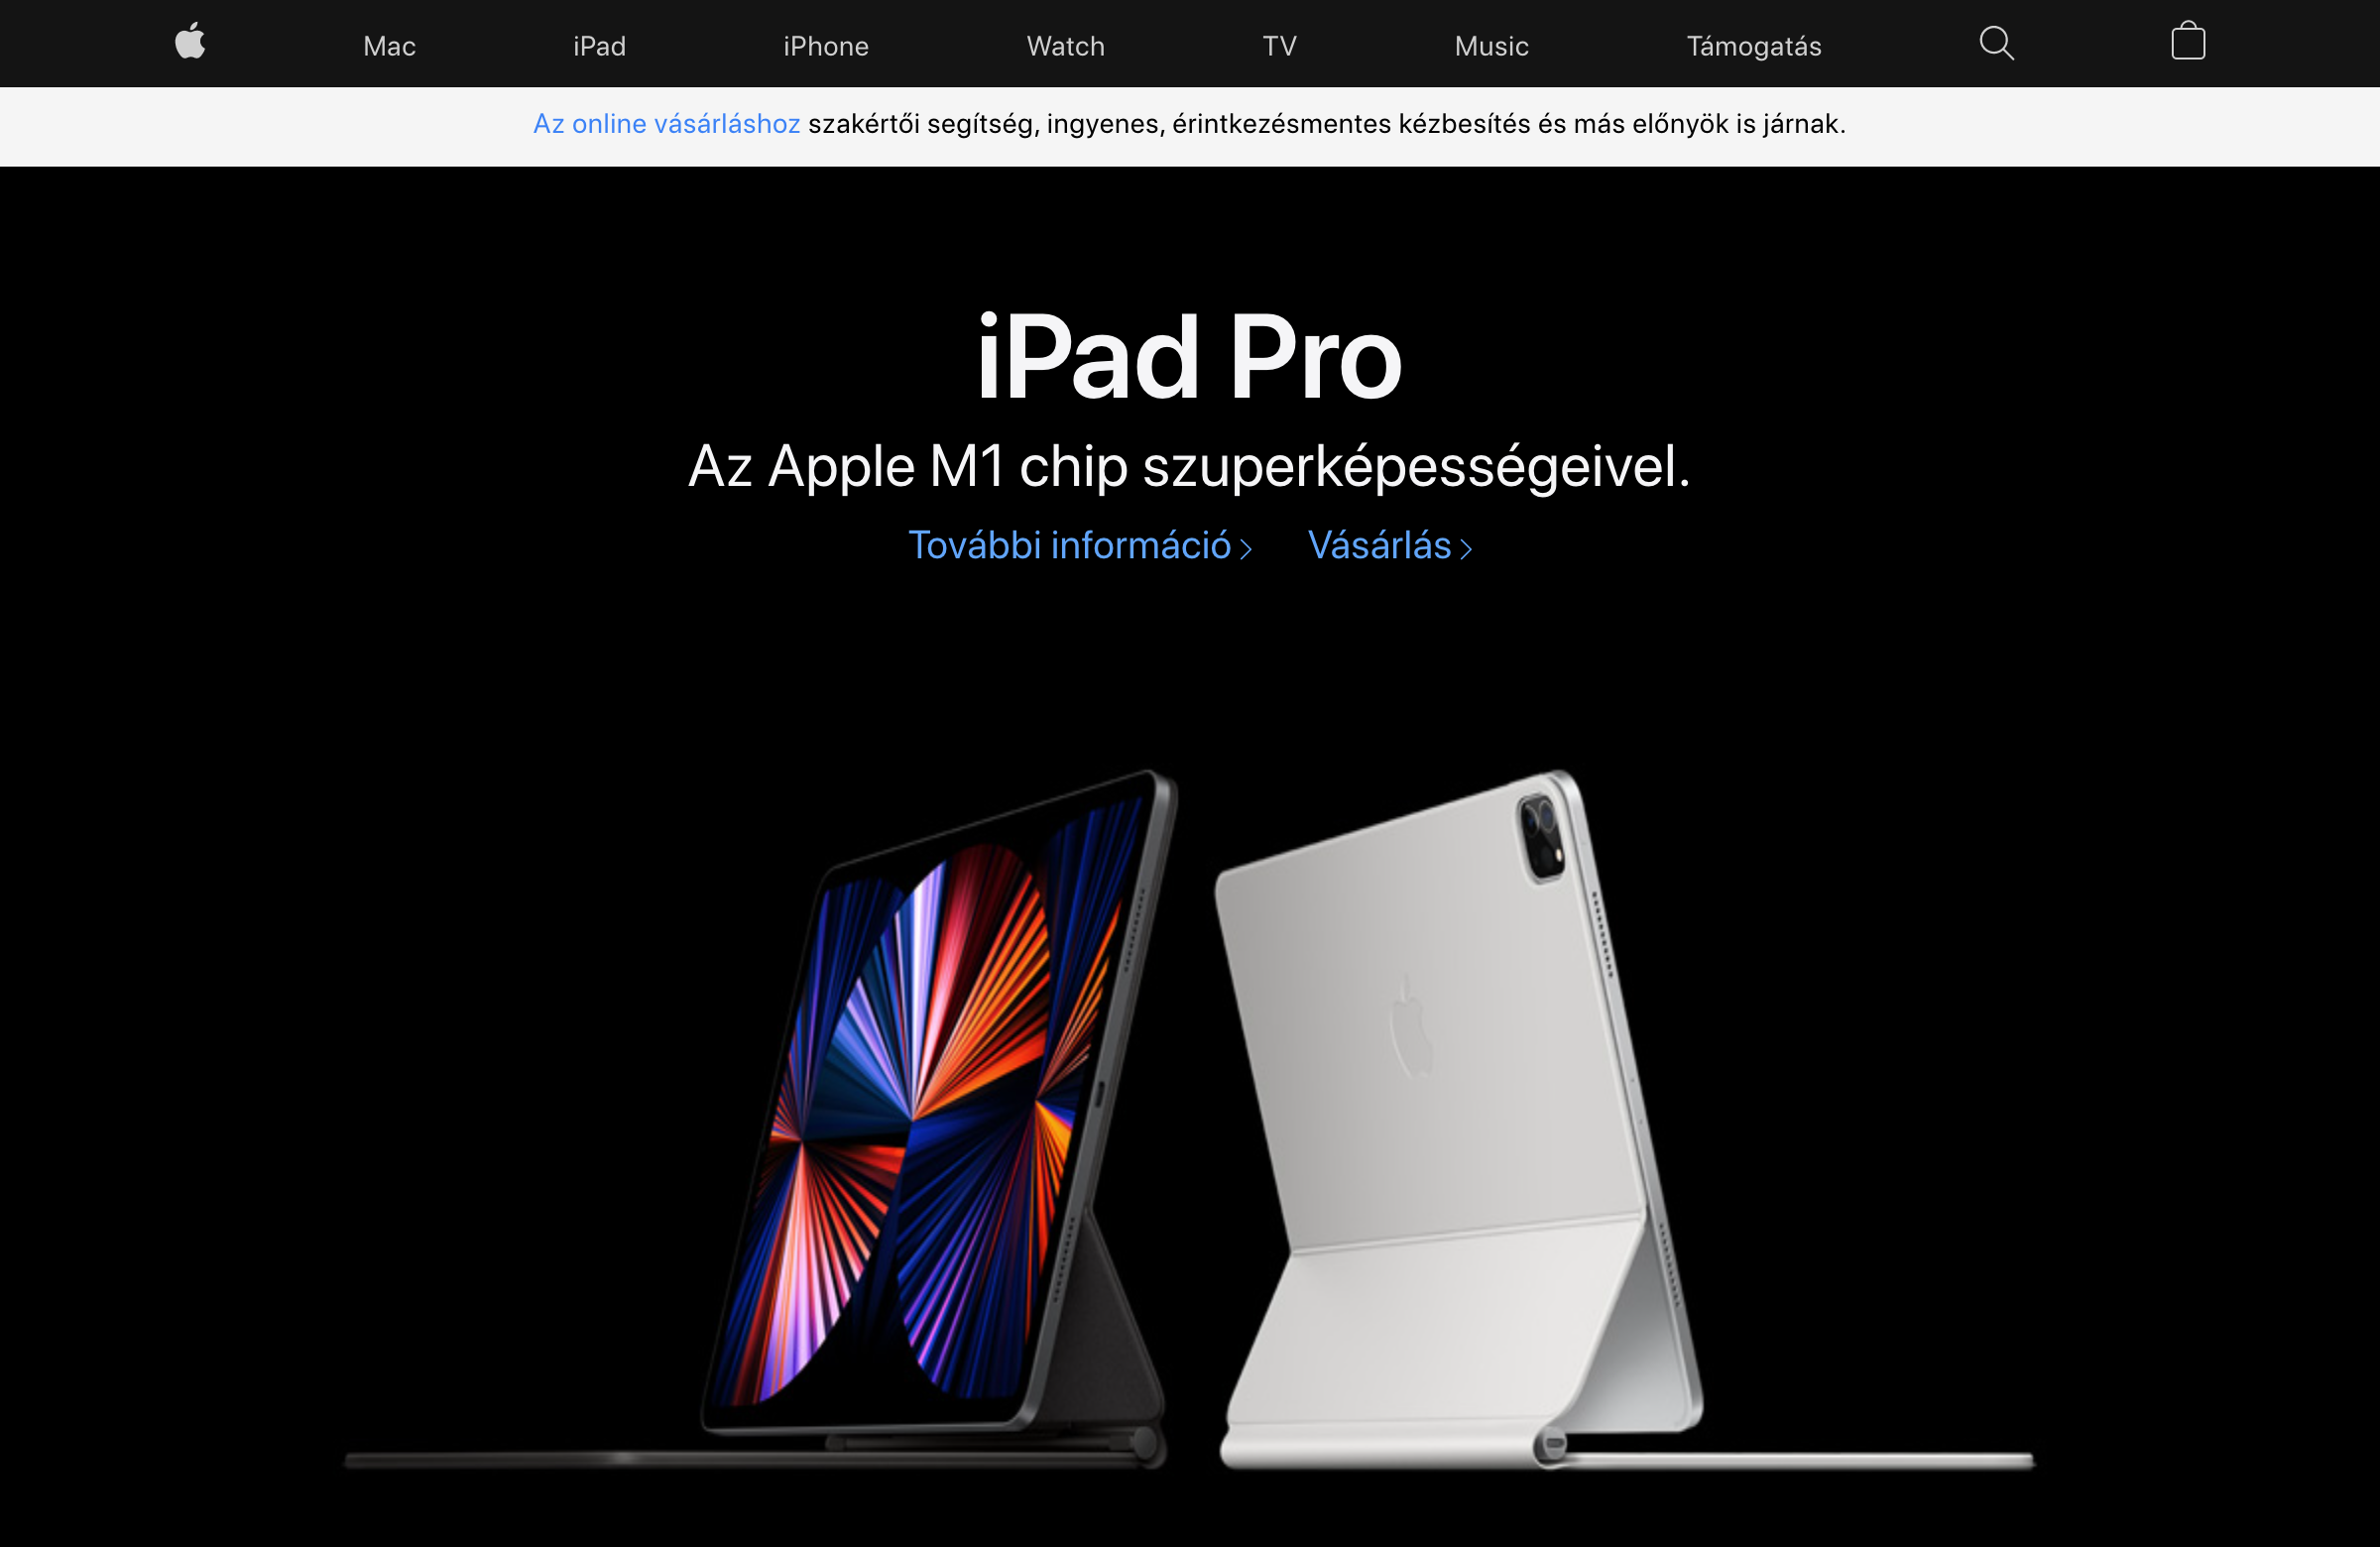 Mac iPad iPhone Watch TV Music Támogatás
Az online vásárláshoz szakértői segítség, ingyenes, érintkezésmentes kézbesítés és más előnyök is járnak.
iPad Pro
Az Apple M1 chip szuperképességeivel.
További információ Vásárlás